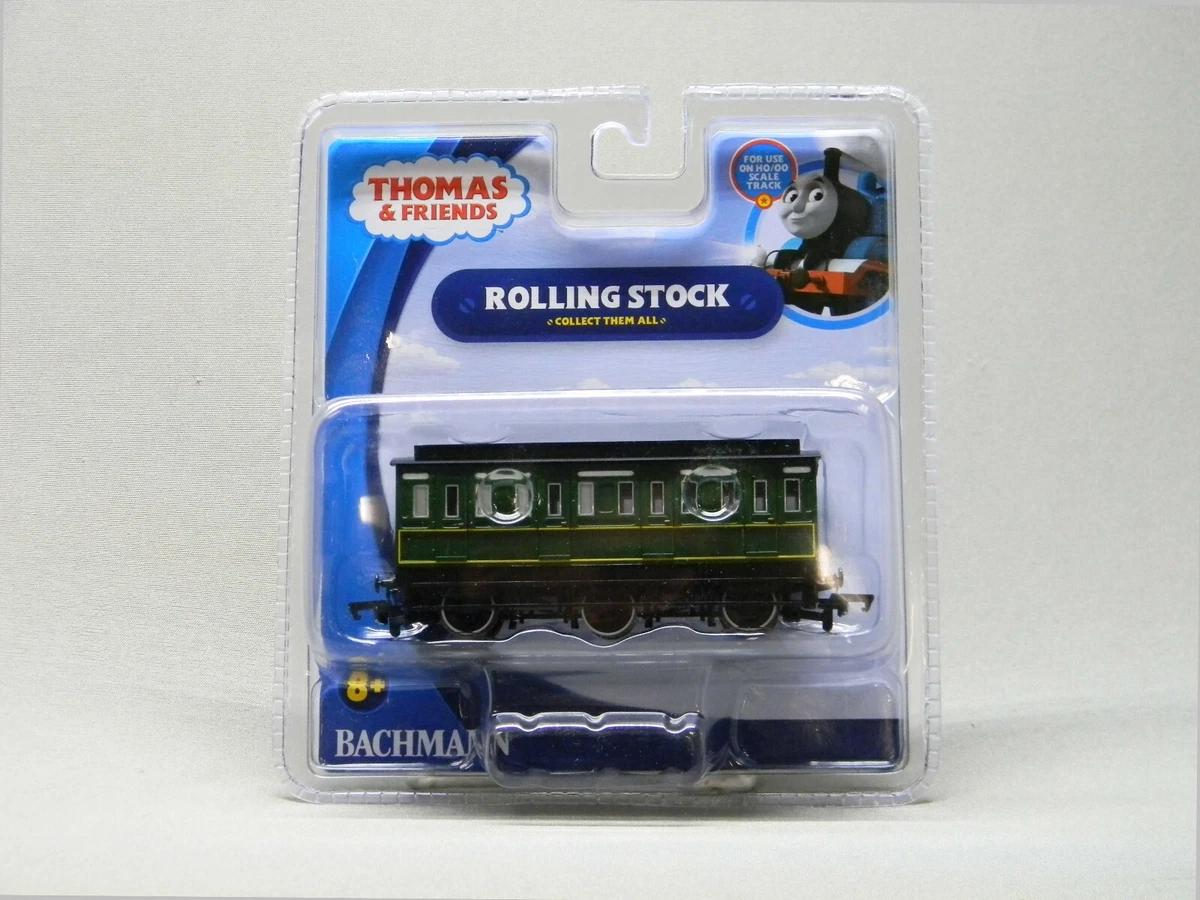 THOMAS
& FRIENDS
FOR USE
ON HO/OO
SCALE
TRACK
ROLLING STOCK
COLLECT THEM ALL
8+
BACHMANN